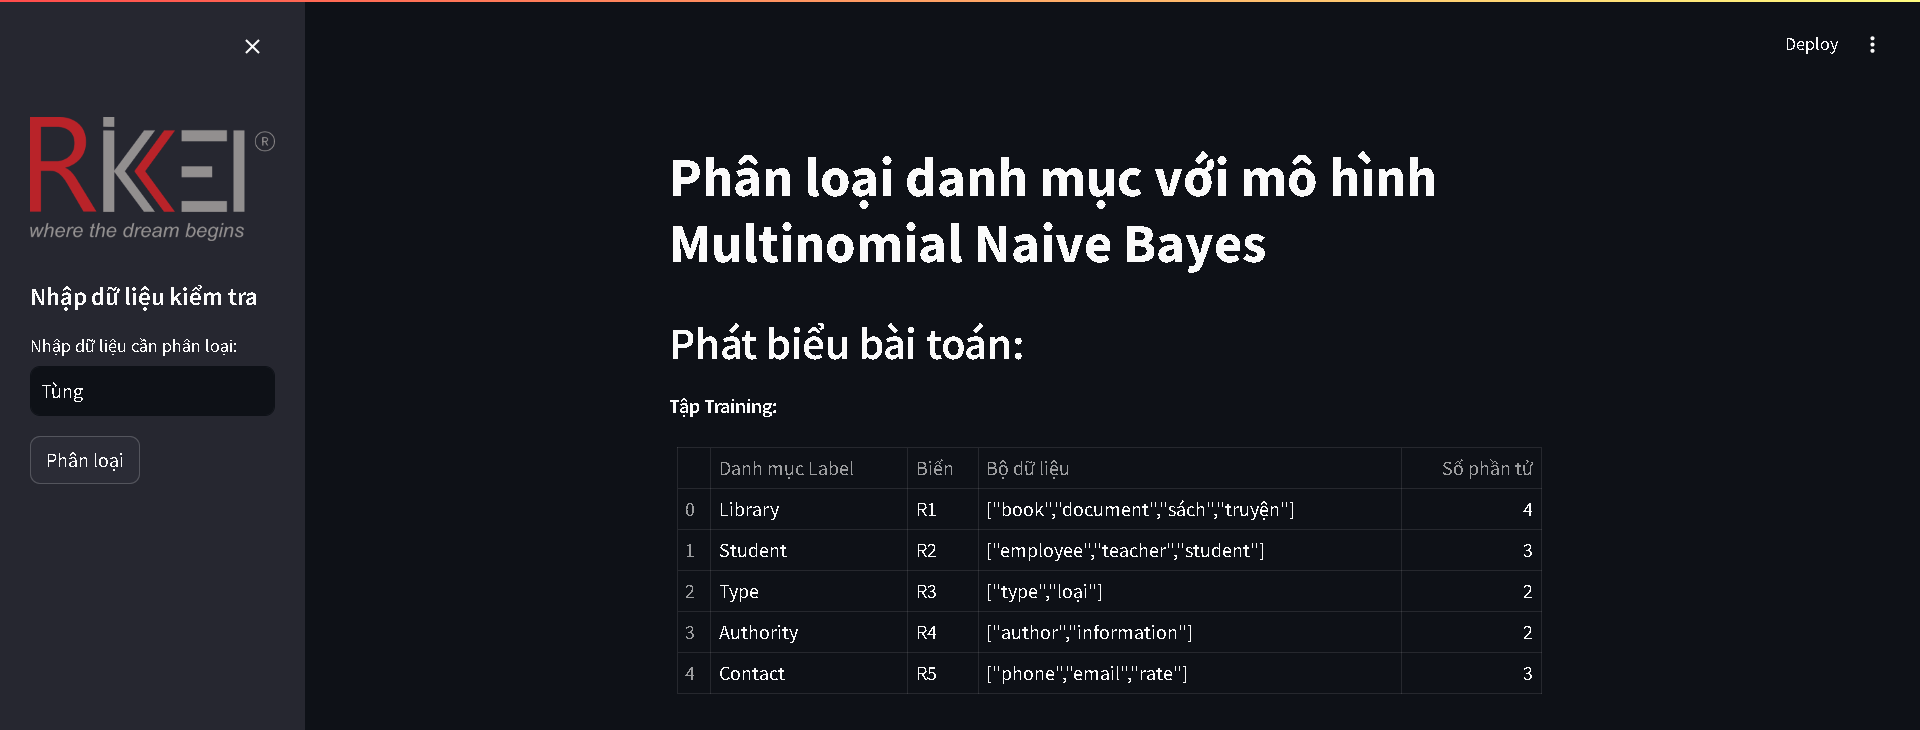 Deploy
RIKKEI ®
where the dream begins
Nhập dữ liệu kiểm tra
Nhập dữ liệu cần phân loại:
Tùng
Phân loại
Phân loại danh mục với mô hình
Multinomial Naive Bayes
Phát biểu bài toán:
Tập Training:
Danh mục Label Biến Bộ dữ liệu Số phần tử
0 Library R1 ["book","document","sách","truyện"] 4
1 Student R2 ["employee","teacher","student"] 3
2 Type R3 ["type","loại"] 2
3 Authority R4 ["author","information"] 2
4 Contact R5 ["phone","email","rate"] 3